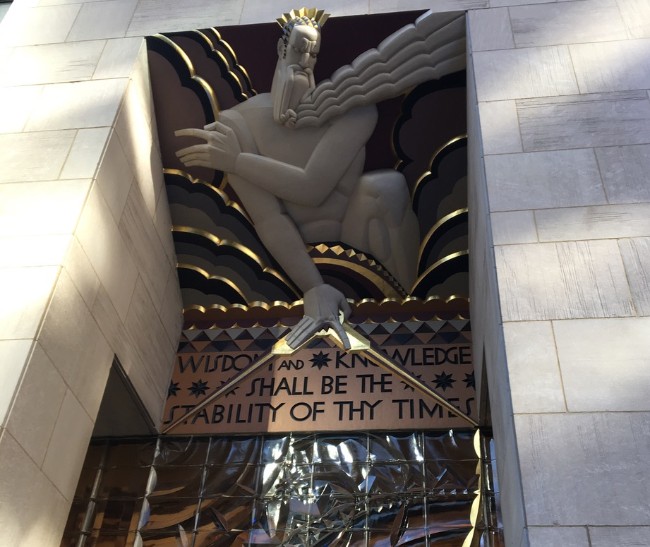 WISDOM AND KNOWLEDGE
SHALL BE THE
STABILITY OF THY TIMES